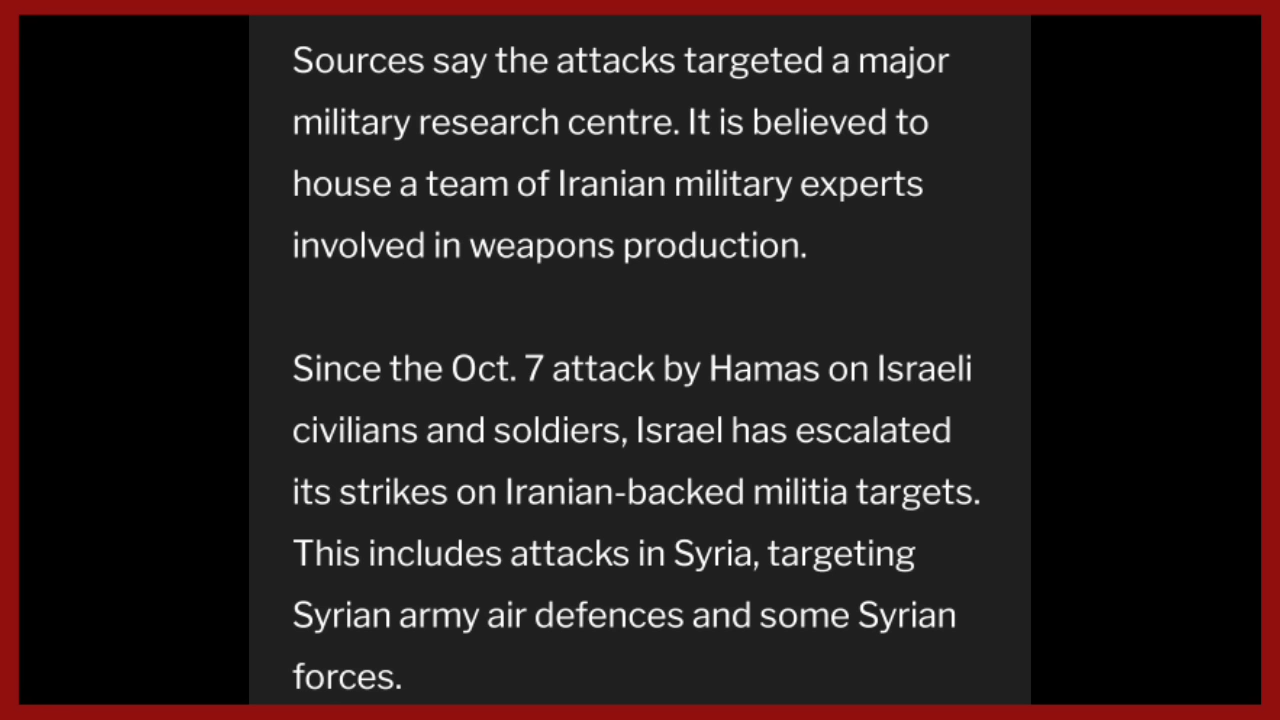 Sources say the attacks targeted a major
military research centre. It is believed to
house a team of Iranian military experts
involved in weapons production.
Since the Oct. 7 attack by Hamas on Israeli
civilians and soldiers, Israel has escalated
its strikes on Iranian-backed militia targets.
This includes attacks in Syria, targeting
Syrian army air defences and some Syrian
forces.